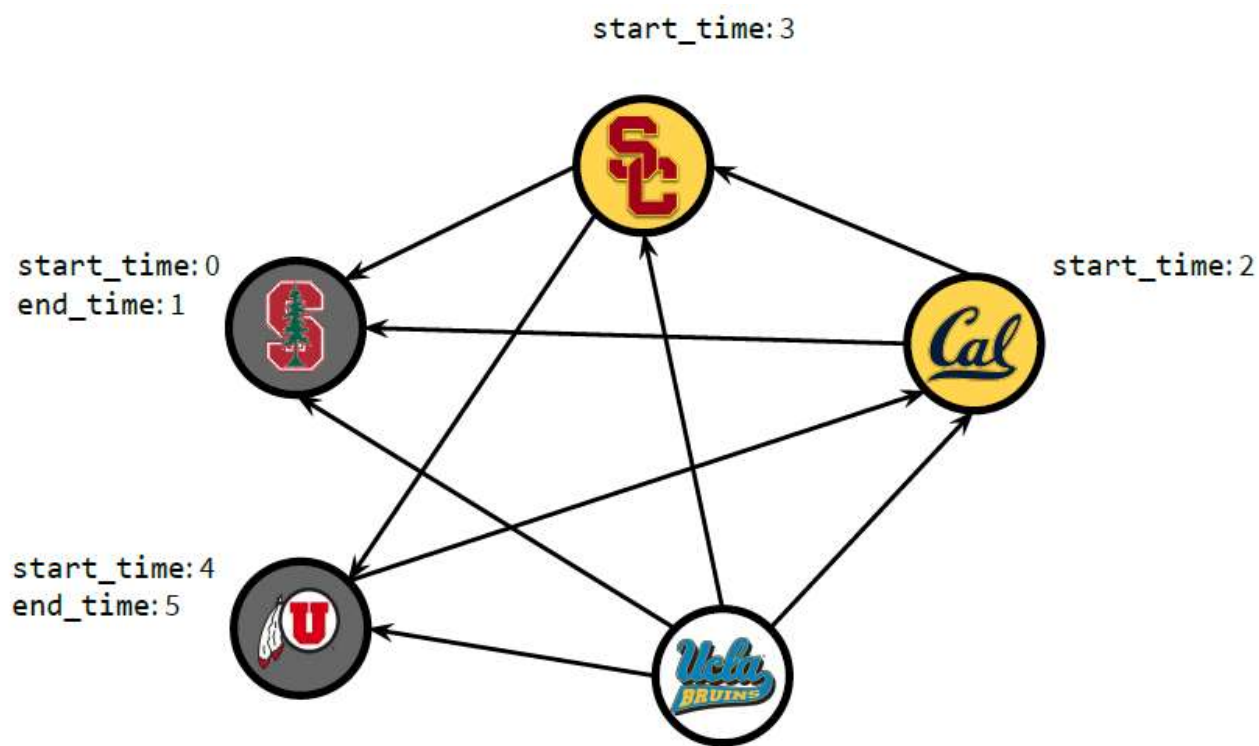 start_time: 3
SC
start_time: 0
end_time: 1
S
start_time: 2
Cal
start_time: 4
end_time: 5
U
Ucla
BRUINS